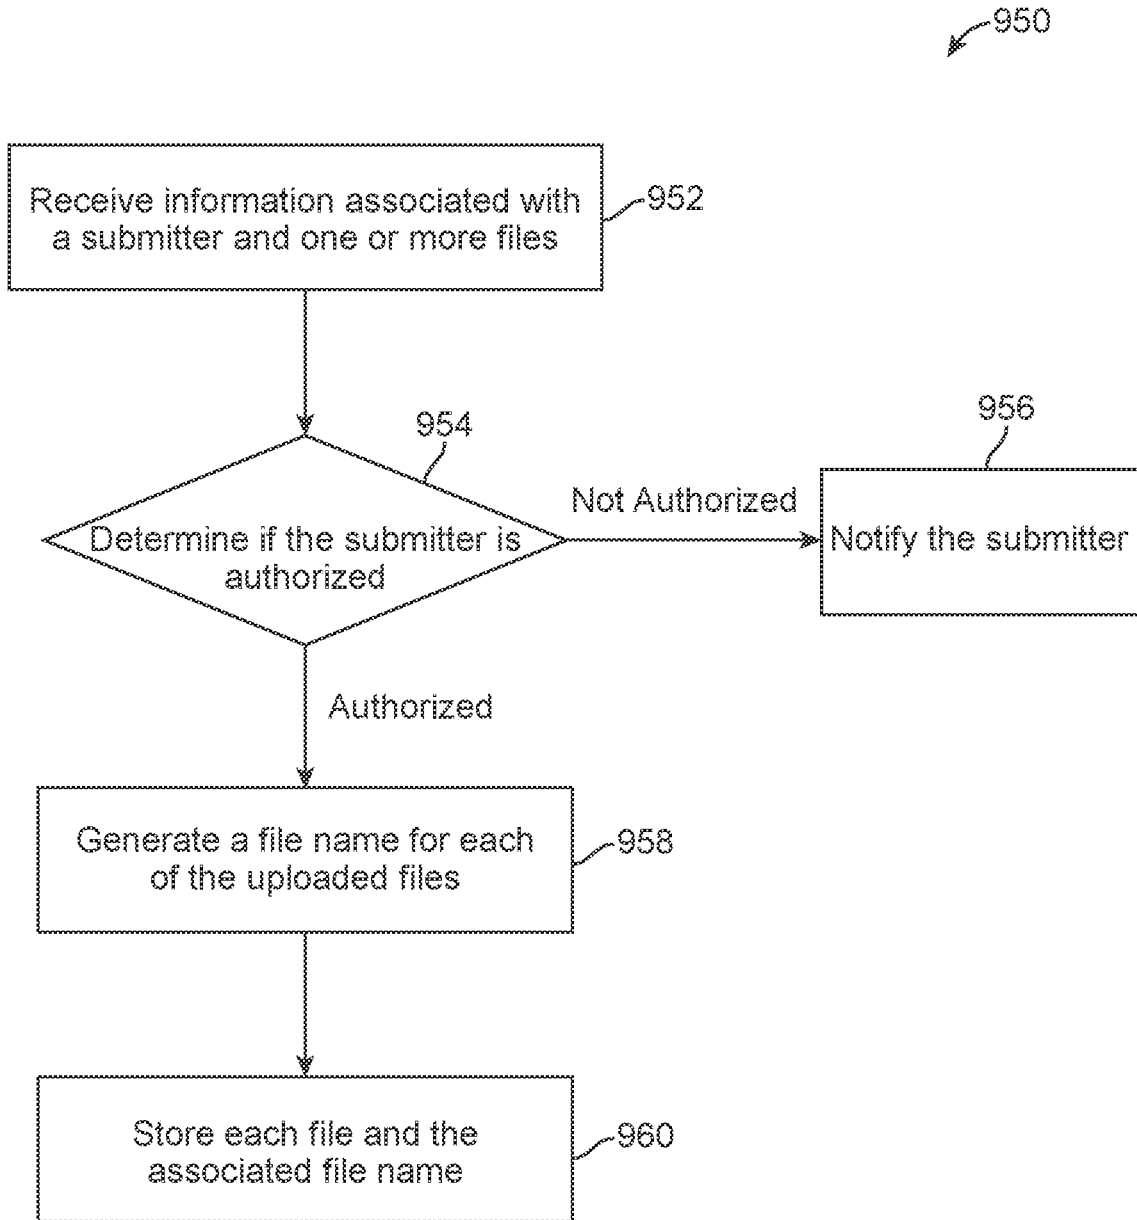 950
Receive information associated with
a submitter and one or more files
952
954
Determine if the submitter is
authorized
Not Authorized
956
Notify the submitter
Authorized
Generate a file name for each
of the uploaded files
958
Store each file and the
associated file name
960